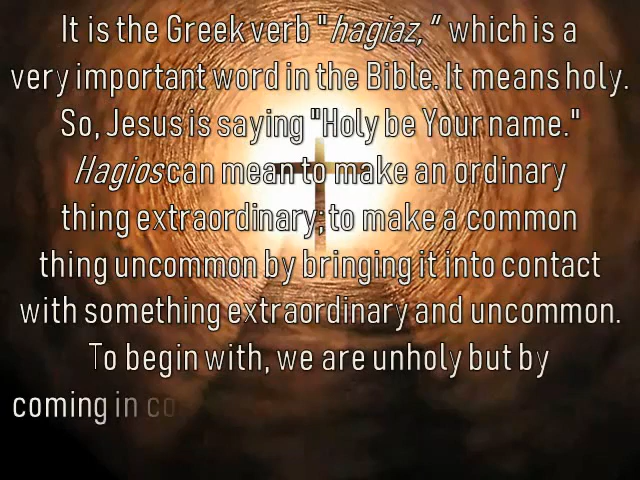 It is the Greek verb "hagiaz,” which is a
very important word in the Bible. It means holy.
So, Jesus is saying "Holy be Your name."
Hagios can mean to make an ordinary
thing extraordinary; to make a common
thing uncommon by bringing it into contact
with something extraordinary and uncommon.
To begin with, we are unholy but by
coming in co